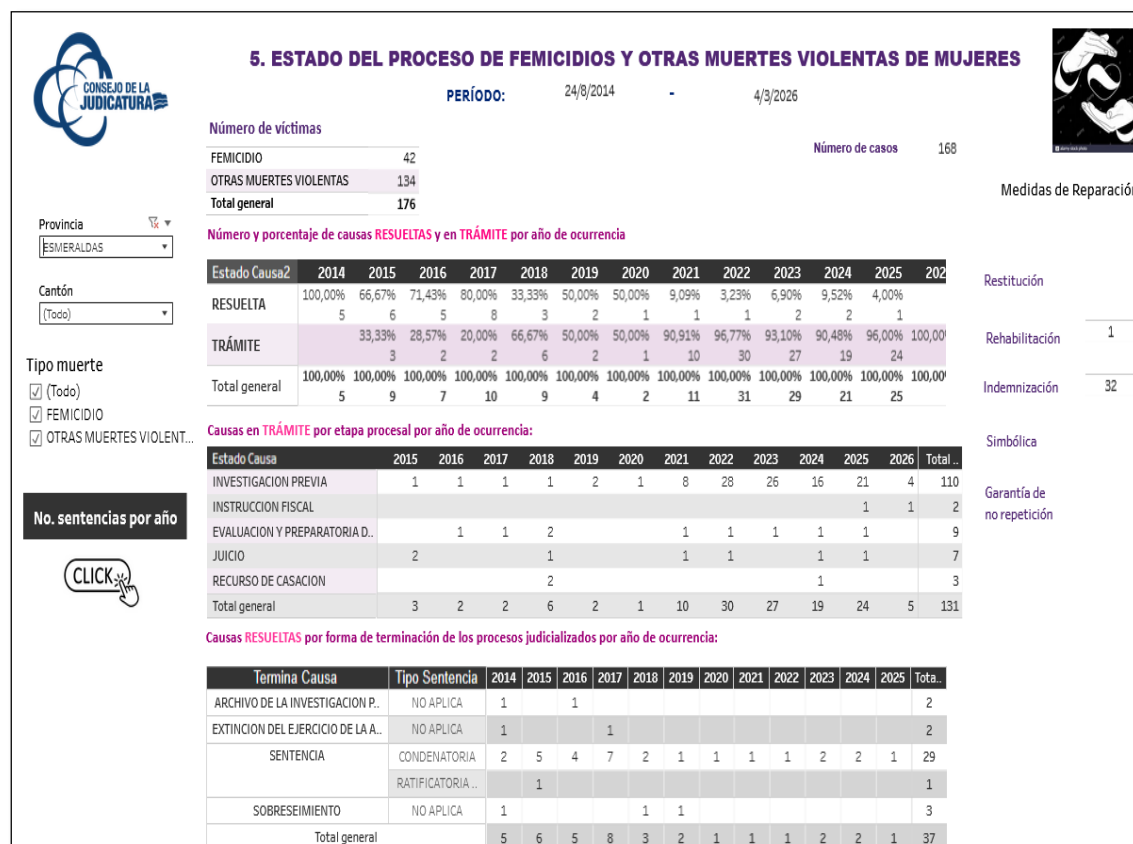 CONSEJO DE LA
JUDICATURA
5. ESTADO DEL PROCESO DE FEMICIDIOS Y OTRAS MUERTES VIOLENTAS DE MUJERES
PERÍODO: 24/8/2014 - 4/3/2026
Número de víctimas
FEMICIDIO 42
OTRAS MUERTES VIOLENTAS 134
Total general 176
Número de casos 168
Medidas de Reparación
Provincia
ESMERALDAS
Cantón
(Todo)
Tipo muerte
(Todo)
FEMICIDIO
OTRAS MUERTES VIOLENT...
No. sentencias por año
CLICK
Número y porcentaje de causas RESUELTAS y en TRÁMITE por año de ocurrencia
Estado Causa2 2014 2015 2016 2017 2018 2019 2020 2021 2022 2023 2024 2025 202
RESUELTA 100,00% 66,67% 71,43% 80,00% 33,33% 50,00% 50,00% 9,09% 3,23% 6,90% 9,52% 4,00%
5 6 5 8 3 2 1 1 1 2 2 1
TRÁMITE 33,33% 28,57% 20,00% 66,67% 50,00% 50,00% 90,91% 96,77% 93,10% 90,48% 96,00% 100,00
3 2 2 6 2 1 10 30 27 19 24
Total general 100,00% 100,00% 100,00% 100,00% 100,00% 100,00% 100,00% 100,00% 100,00% 100,00% 100,00% 100,00% 100,00
5 9 7 10 9 4 2 11 31 29 21 25
Restitución
Rehabilitación 1
Indemnización 32
Simbólica
Garantía de
no repetición
Causas en TRÁMITE por etapa procesal por año de ocurrencia:
Estado Causa 2015 2016 2017 2018 2019 2020 2021 2022 2023 2024 2025 2026 Total ..
INVESTIGACION PREVIA 1 1 1 1 2 1 8 28 26 16 21 4 110
INSTRUCCION FISCAL 1 1 2
EVALUACION Y PREPARATORIA D.. 1 1 2 1 1 1 1 1 9
JUICIO 2 1 1 1 1 1 7
RECURSO DE CASACION 2 1 3
Total general 3 2 2 6 2 1 10 30 27 19 24 5 131
Causas RESUELTAS por forma de terminación de los procesos judicializados por año de ocurrencia:
Termina Causa Tipo Sentencia 2014 2015 2016 2017 2018 2019 2020 2021 2022 2023 2024 2025 Tota..
ARCHIVO DE LA INVESTIGACION P.. NO APLICA 1 1 2
EXTINCION DEL EJERCICIO DE LA A.. NO APLICA 1 1 2
SENTENCIA CONDENATORIA 2 5 4 7 2 1 1 1 1 2 2 1 29
RATIFICATORIA .. 1 1
SOBRESEIMIENTO NO APLICA 1 1 1 3
Total general 5 6 5 8 3 2 1 1 1 2 2 1 37